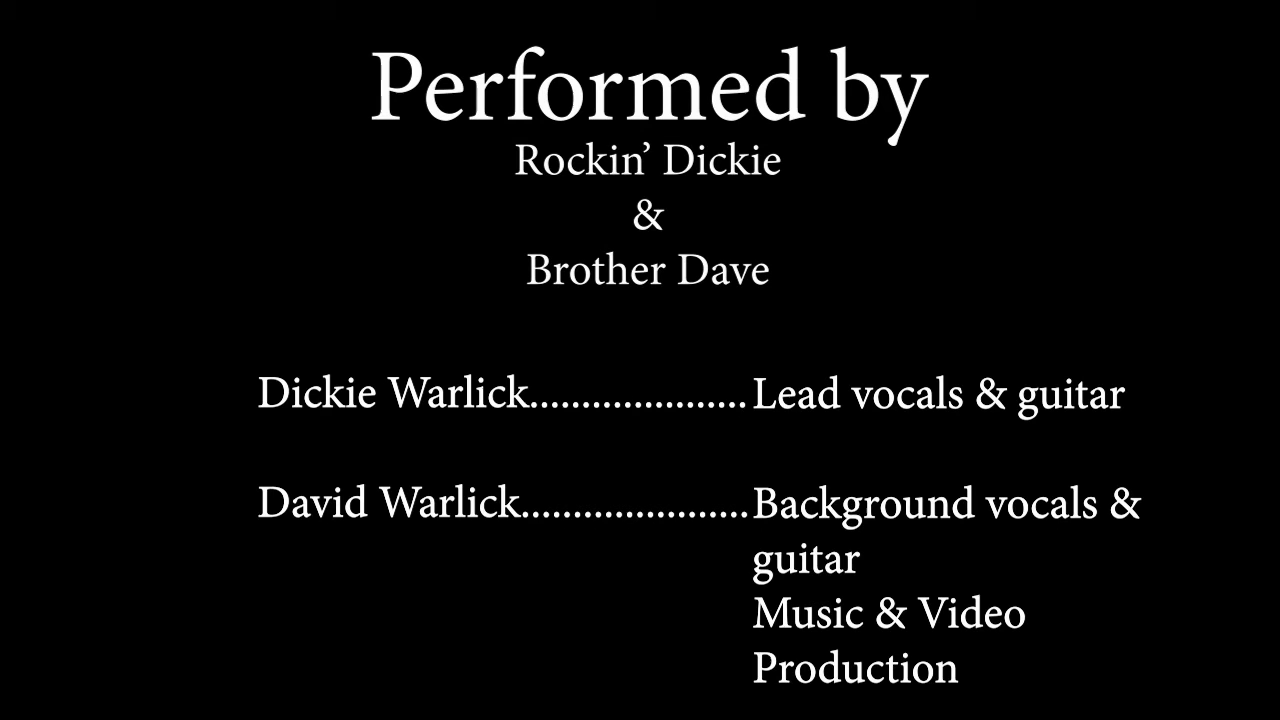 Performed by
Rockin’ Dickie
&
Brother Dave
Dickie Warlick.....................Lead vocals & guitar
David Warlick......................Background vocals &
guitar
Music & Video
Production